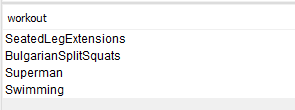 workout
SeatedLegExtensions
BulgarianSplitSquats
Superman
Swimming